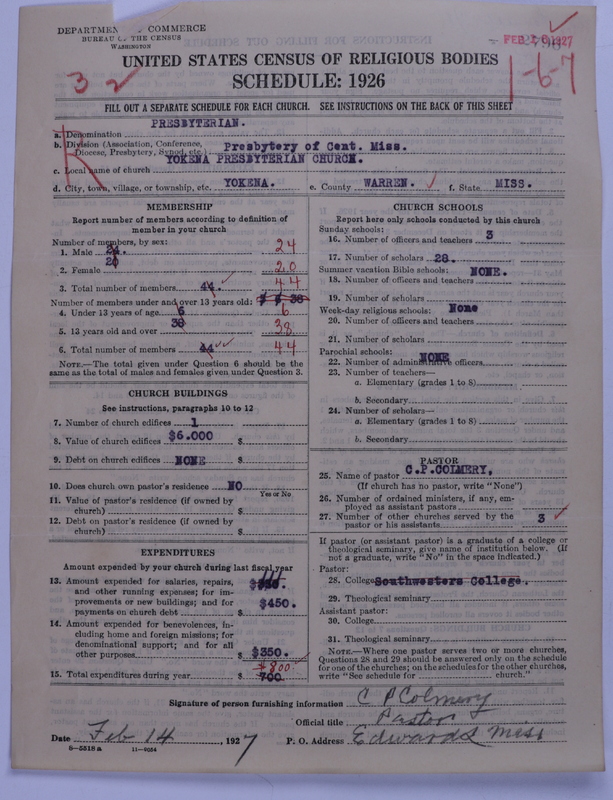 DEPARTMENT OF COMMERCE
BUREAU OF THE CENSUS
WASHINGTON
FEB 16 1927
1-6-7
3 2
UNITED STATES CENSUS OF RELIGIOUS BODIES
SCHEDULE: 1926
FILL OUT A SEPARATE SCHEDULE FOR EACH CHURCH. SEE INSTRUCTIONS ON THE BACK OF THIS SHEET
a. Denomination PRESBYTERIAN.
b. Division (Association, Conference, Diocese, Presbytery, Synod, etc.) Presbytery of Cent. Miss.
c. Local name of church YOKENA PRESBYTERIAN CHURCH.
d. City, town, village, or township, etc. YOKENA. e. County WARREN. f. State MISS.
MEMBERSHIP
Report number of members according to definition of
member in your church
Number of members, by sex:
1. Male 24. 24
2. Female 20 20
3. Total number of members 44. 44
Number of members under and over 13 years old: 38
4. Under 13 years of age 6 6
5. 13 years old and over 38 38
6. Total number of members 44 44
NOTE.—The total given under Question 6 should be
same as the total of males and females given under Question 3.
CHURCH BUILDINGS
See instructions, paragraphs 10 to 12
7. Number of church edifices 1
8. Value of church edifices $6.000 $
9. Debt on church edifices NONE $
10. Does church own pastor's residence NO
Yes or No
11. Value of pastor's residence (if owned by
church) $
12. Debt on pastor's residence (if owned by
church) $
EXPENDITURES
Amount expended by your church during last fiscal year
13. Amount expended for salaries, repairs,
and other running expenses; for im-
provements or new buildings; and for
payments on church debt $450.
14. Amount expended for benevolences, in-
cluding home and foreign missions; for
denominational support; and for all
other purposes $ $350.
$800.
15. Total expenditures during year $ 700
CHURCH SCHOOLS
Report here only schools conducted by this church
Sunday schools:
16. Number of officers and teachers 3
17. Number of scholars 28.
Summer vacation Bible schools: NONE.
18. Number of officers and teachers
19. Number of scholars
Week-day religious schools: None
20. Number of officers and teachers
21. Number of scholars
Parochial schools:
22. Number of administrative officers NONE
23. Number of teachers—
a. Elementary (grades 1 to 8)
b. Secondary
24. Number of scholars—
a. Elementary (grades 1 to 8)
b. Secondary
PASTOR
25. Name of pastor C.P.COLMERY,
(If church has no pastor, write "None")
26. Number of ordained ministers, if any, em-
ployed as assistant pastors
27. Number of other churches served by the
pastor or his assistants 3
If pastor (or assistant pastor) is a graduate of a college or
theological seminary, give name of institution below. (If
not a graduate, write "No" in the space indicated.)
Pastor:
28. College Southwestern College.
29. Theological seminary
Assistant pastor:
30. College
31. Theological seminary
NOTE.—Where one pastor serves two or more churches,
Questions 28 and 29 should be answered only on the schedule
for one of the churches; on the schedules for the other churches,
write "See schedule for church."
Signature of person furnishing information C P Colmery
Official title Pastor
Date Feb 14, 1927 P. O. Address Edwards Miss
8—5518 a 11—9054